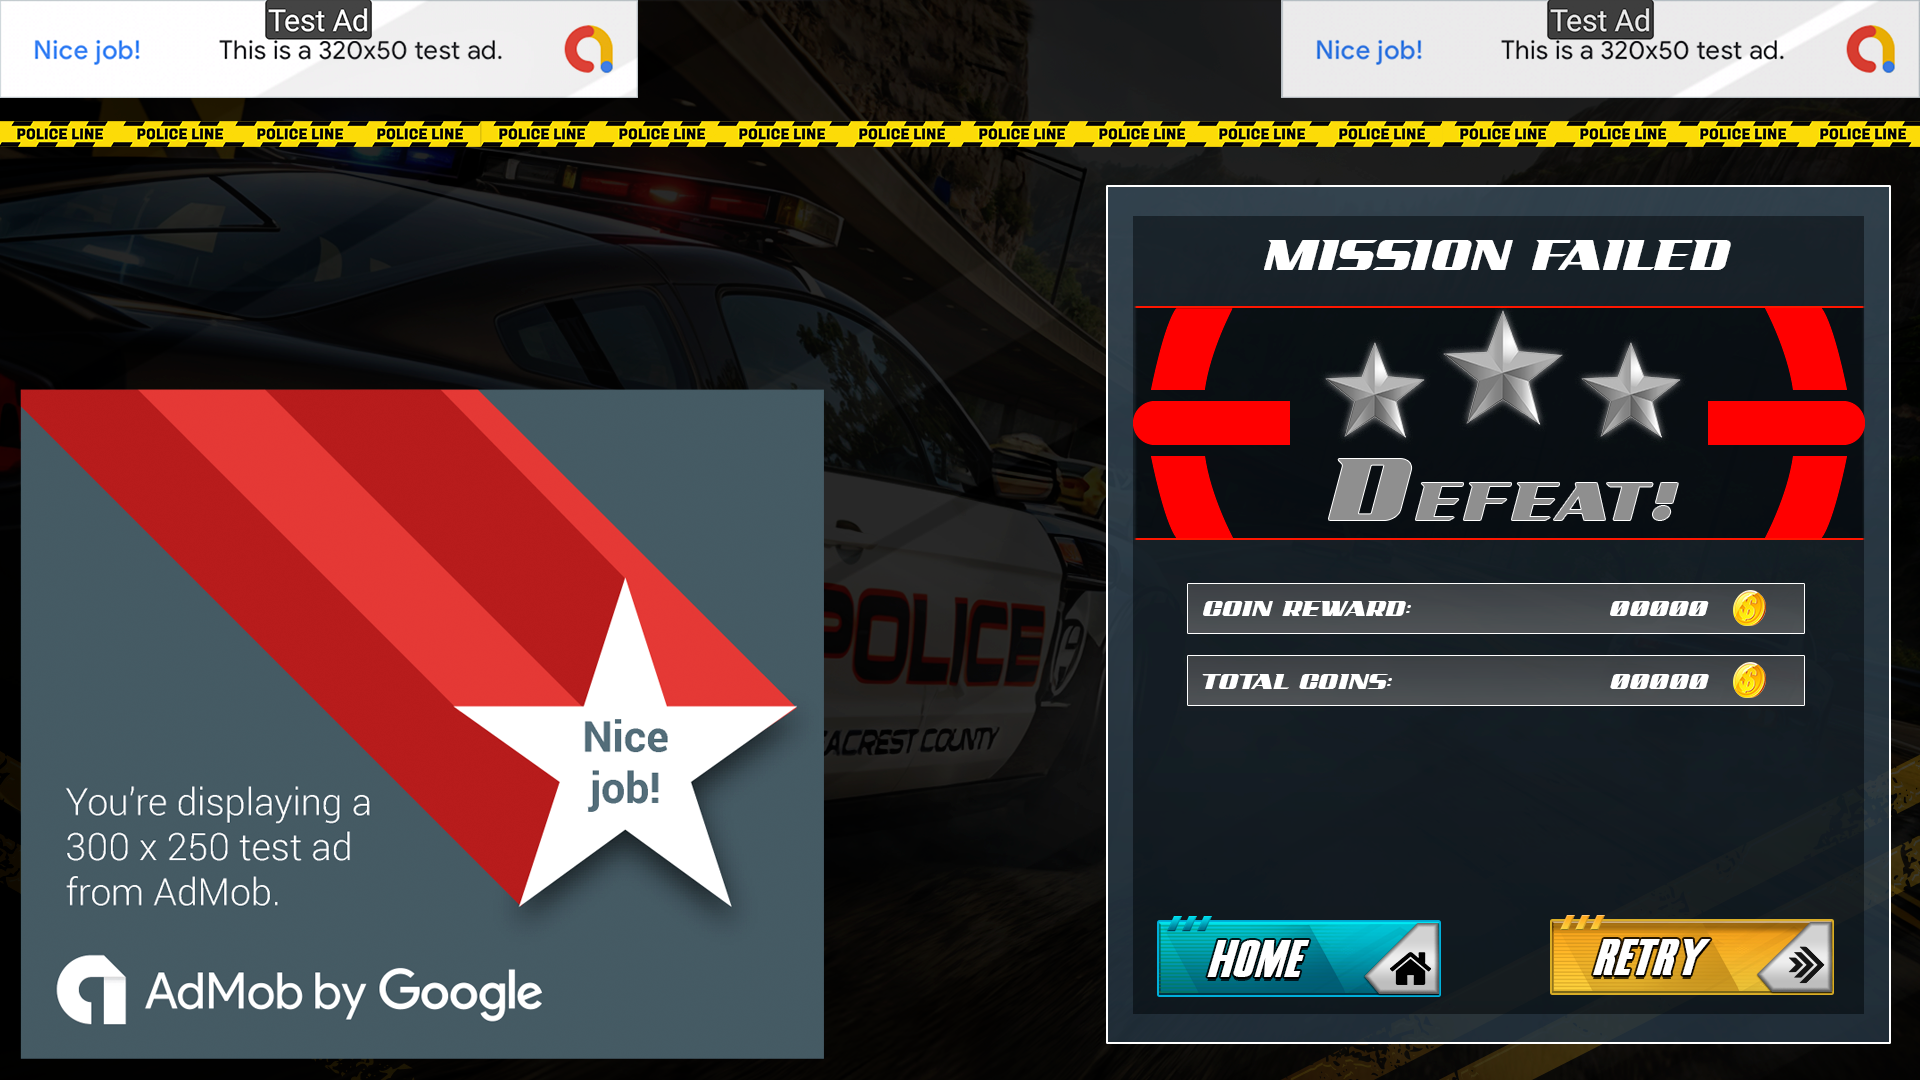 Test Ad
Nice job!
This is a 320x50 test ad.
Test Ad
Nice job!
This is a 320x50 test ad.
POLICE LINE POLICE LINE POLICE LINE POLICE LINE POLICE LINE POLICE LINE POLICE LINE POLICE LINE POLICE LINE POLICE LINE POLICE LINE POLICE LINE POLICE LINE POLICE LINE POLICE LINE POLICE LINE
POLICE
ACREST COUNTY
Nice
job!
You're displaying a
300 x 250 test ad
from AdMob.
AdMob by Google
MISSION FAILED
DEFEAT!
COIN REWARD: 00000
TOTAL COINS: 00000
HOME
RETRY